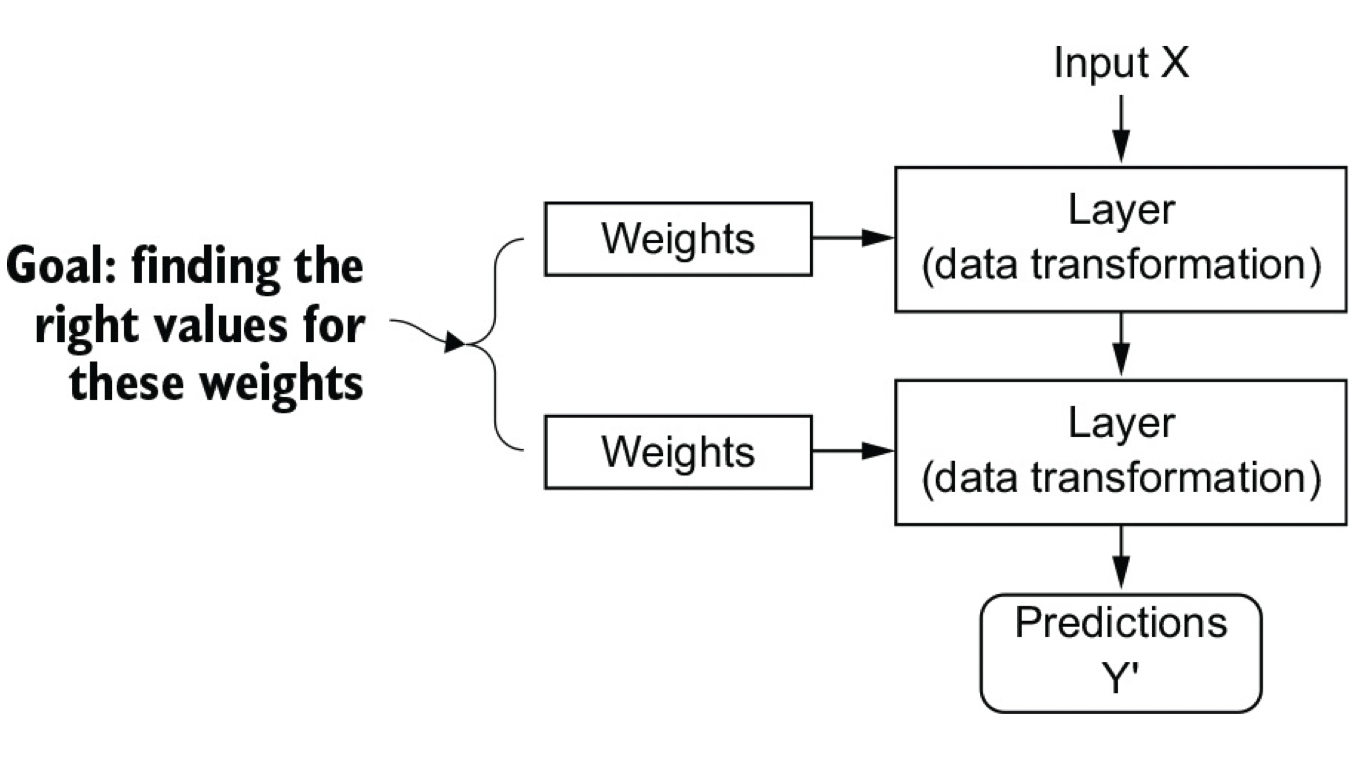 Input X
Goal: finding the
right values for
these weights
Weights
Layer
(data transformation)
Weights
Layer
(data transformation)
Predictions
Y'